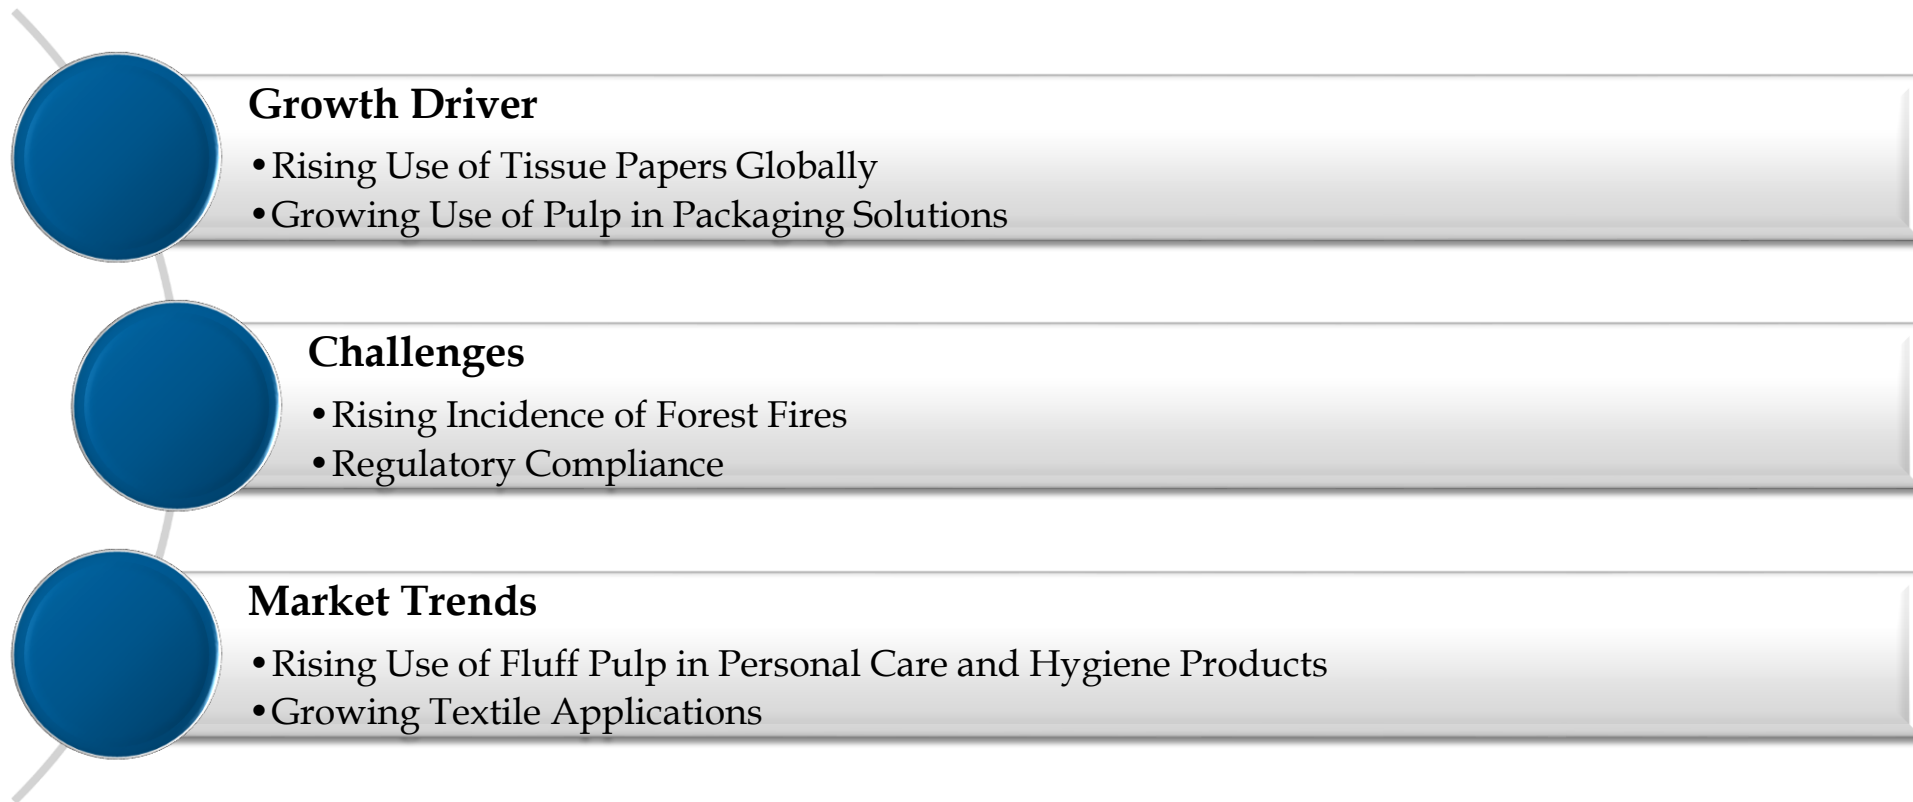 Growth Driver
•Rising Use of Tissue Papers Globally
•Growing Use of Pulp in Packaging Solutions
Challenges
•Rising Incidence of Forest Fires
•Regulatory Compliance
Market Trends
•Rising Use of Fluff Pulp in Personal Care and Hygiene Products
•Growing Textile Applications